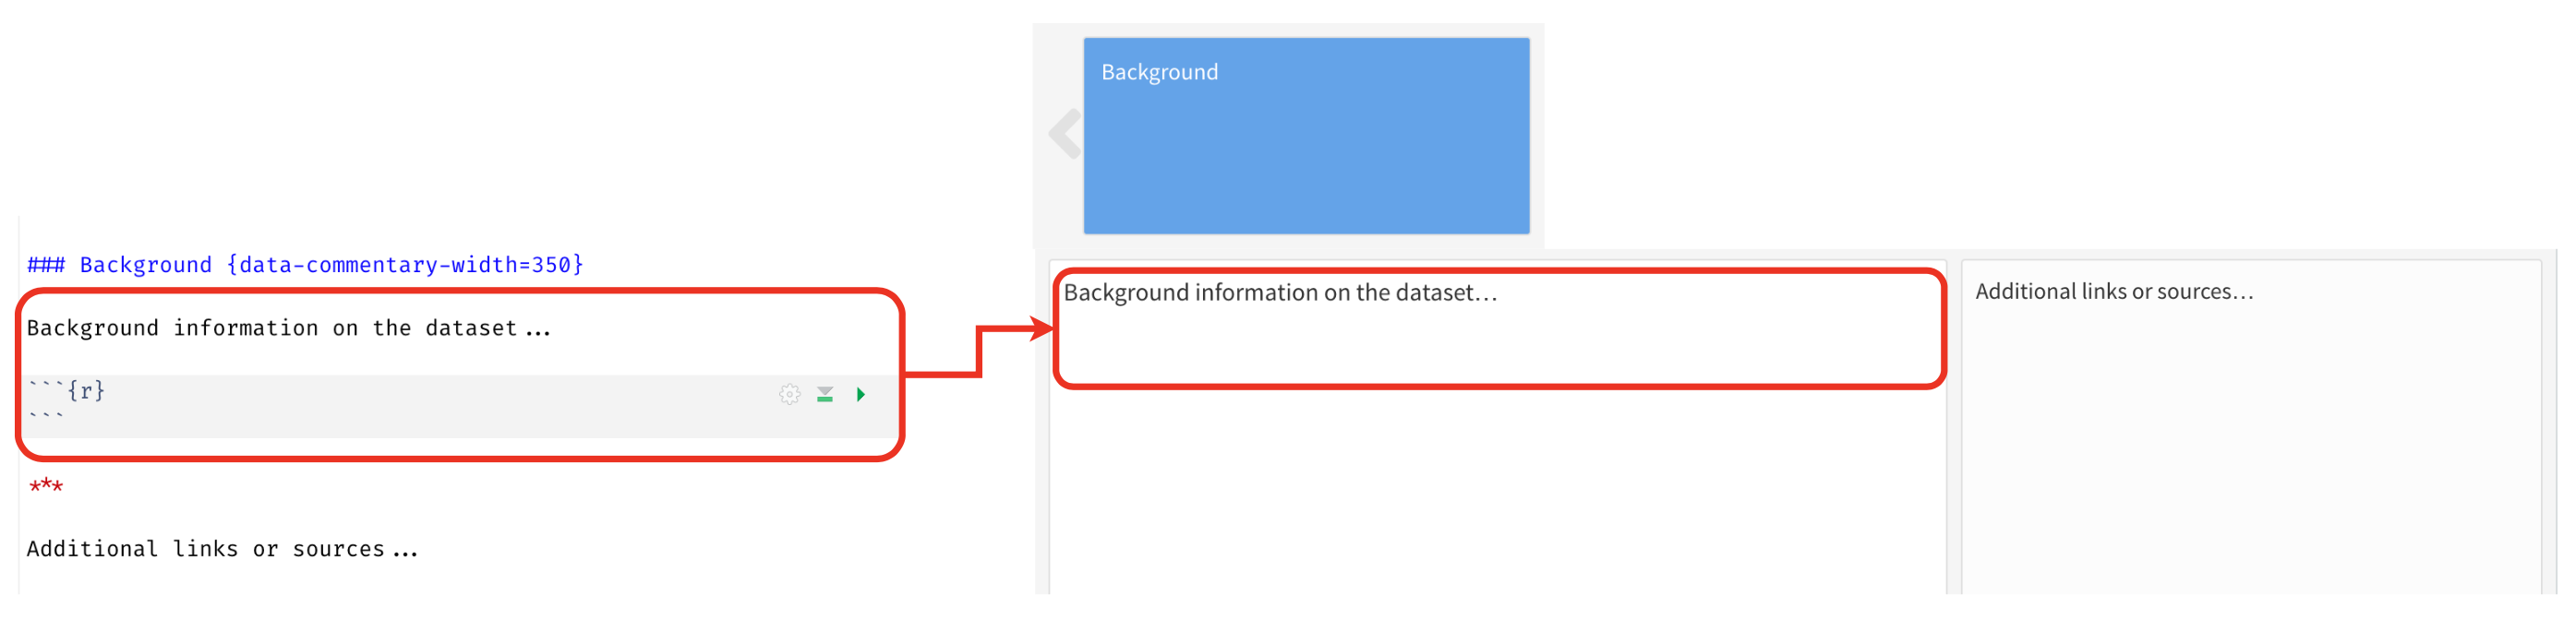 ### Background {data-commentary-width=350}
Background information on the dataset...
```{r}
```
***
Additional links or sources...
Background
Background information on the dataset...
Additional links or sources...